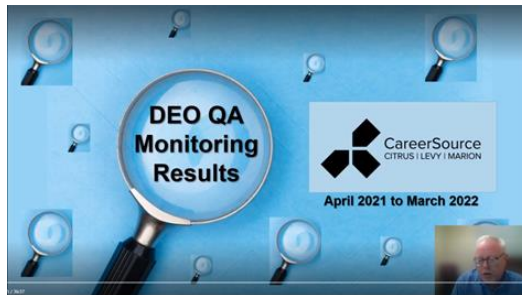 DEO QA
Monitoring
Results
CareerSource
CITRUS | LEVY | MARION
April 2021 to March 2022